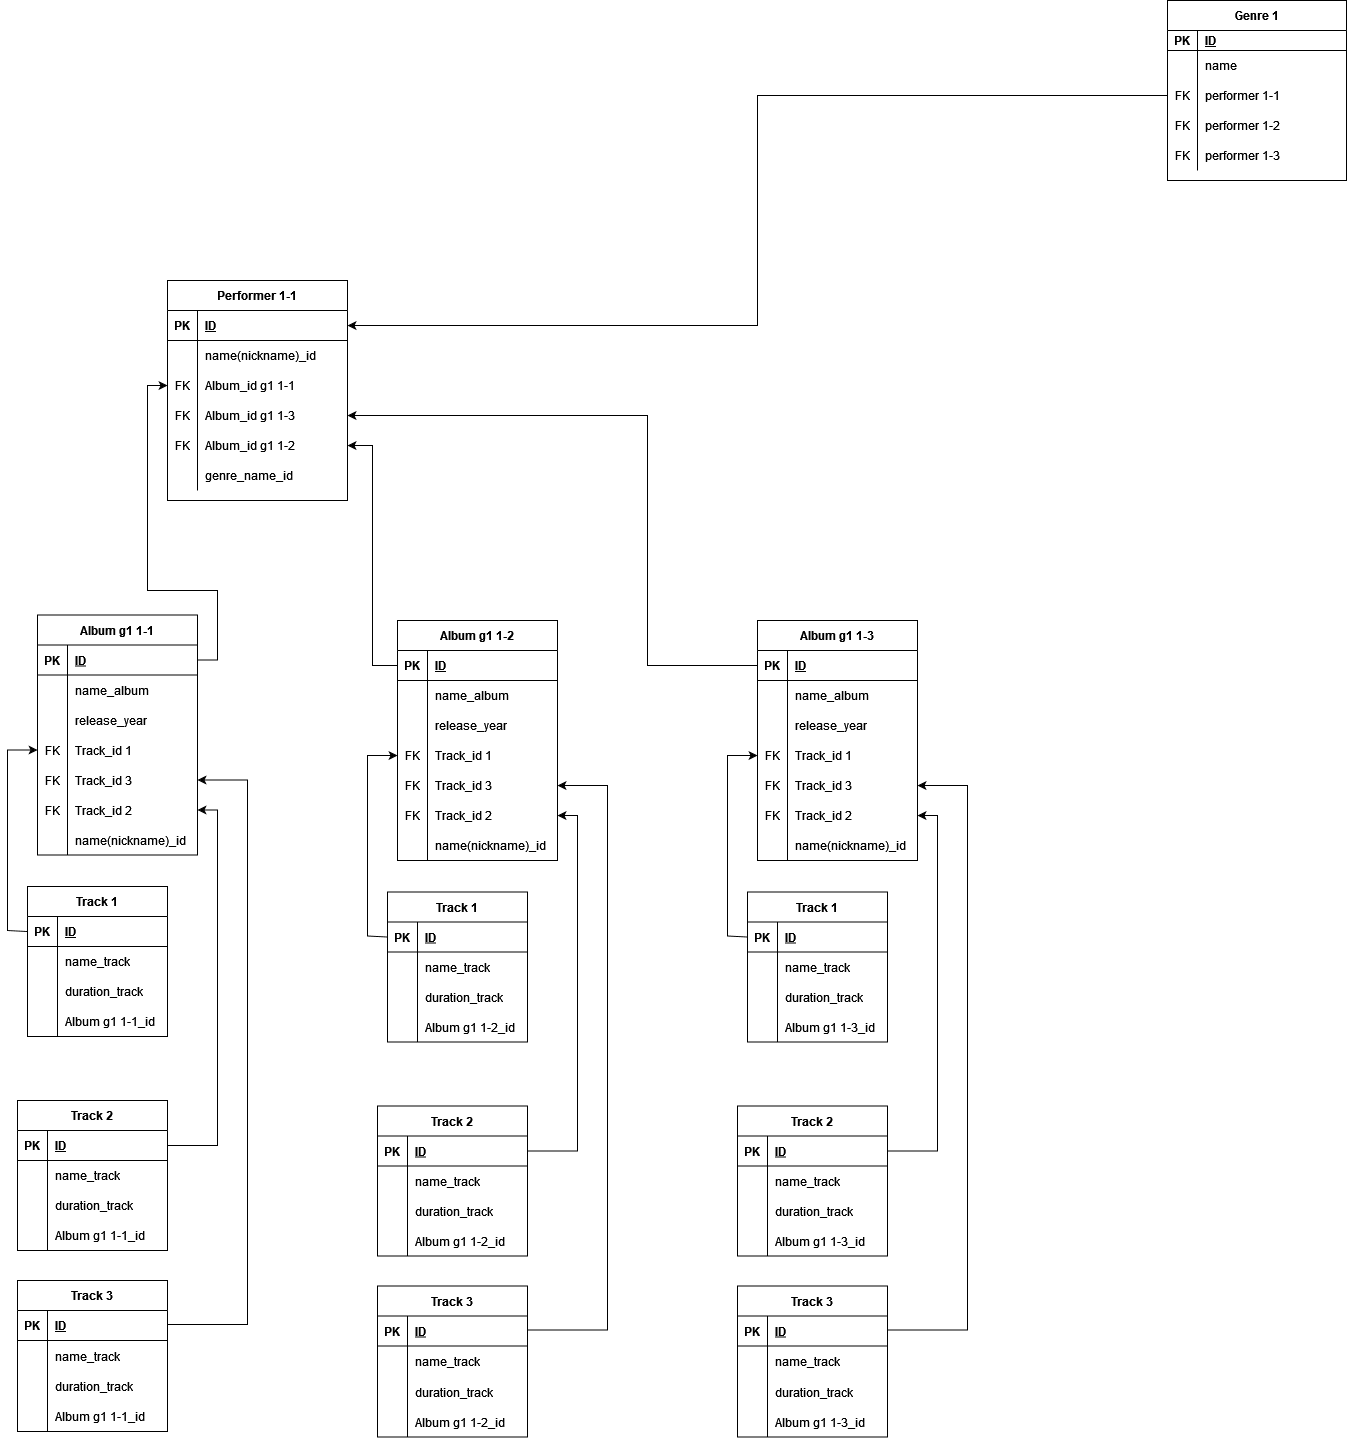 Genre 1
PK ID
name
FK performer 1-1
FK performer 1-2
FK performer 1-3
Performer 1-1
PK ID
name(nickname)_id
FK Album_id g1 1-1
FK Album_id g1 1-3
FK Album_id g1 1-2
genre_name_id
Album g1 1-1
PK ID
name_album
release_year
FK Track_id 1
FK Track_id 3
FK Track_id 2
name(nickname)_id
Album g1 1-2
PK ID
name_album
release_year
FK Track_id 1
FK Track_id 3
FK Track_id 2
name(nickname)_id
Album g1 1-3
PK ID
name_album
release_year
FK Track_id 1
FK Track_id 3
FK Track_id 2
name(nickname)_id
Track 1
PK ID
name_track
duration_track
Album g1 1-1_id
Track 1
PK ID
name_track
duration_track
Album g1 1-2_id
Track 1
PK ID
name_track
duration_track
Album g1 1-3_id
Track 2
PK ID
name_track
duration_track
Album g1 1-1_id
Track 2
PK ID
name_track
duration_track
Album g1 1-2_id
Track 2
PK ID
name_track
duration_track
Album g1 1-3_id
Track 3
PK ID
name_track
duration_track
Album g1 1-1_id
Track 3
PK ID
name_track
duration_track
Album g1 1-2_id
Track 3
PK ID
name_track
duration_track
Album g1 1-3_id